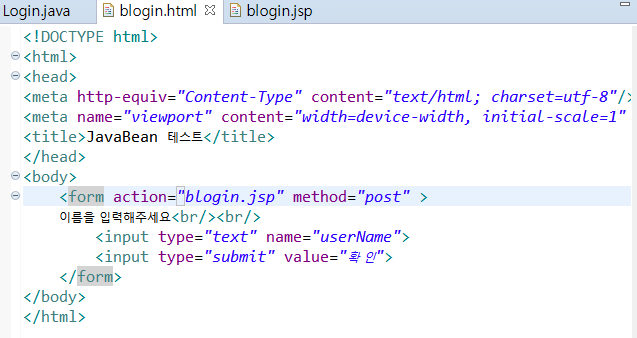 Login.java blogin.html blogin.jsp
<!DOCTYPE html>
<html>
<head>
<meta http-equiv="Content-Type" content="text/html; charset=utf-8"/>
<meta name="viewport" content="width=device-width, initial-scale=1"
<title>JavaBean 테스트</title>
</head>
<body>
<form action="blogin.jsp" method="post" >
이름을 입력해주세요<br/><br/>
<input type="text" name="userName">
<input type="submit" value="확 인">
</form>
</body>
</html>